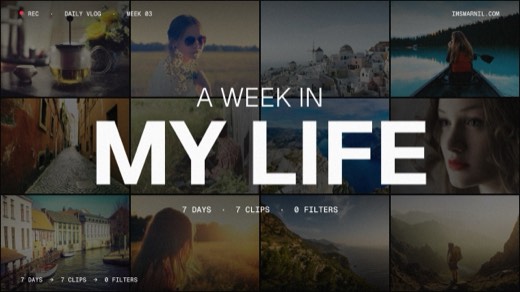 REC · DAILY VLOG · WEEK 03
IMSWARNIL.COM
A WEEK IN
MY LIFE
7 DAYS · 7 CLIPS · 0 FILTERS
7 DAYS → 7 CLIPS → 0 FILTERS